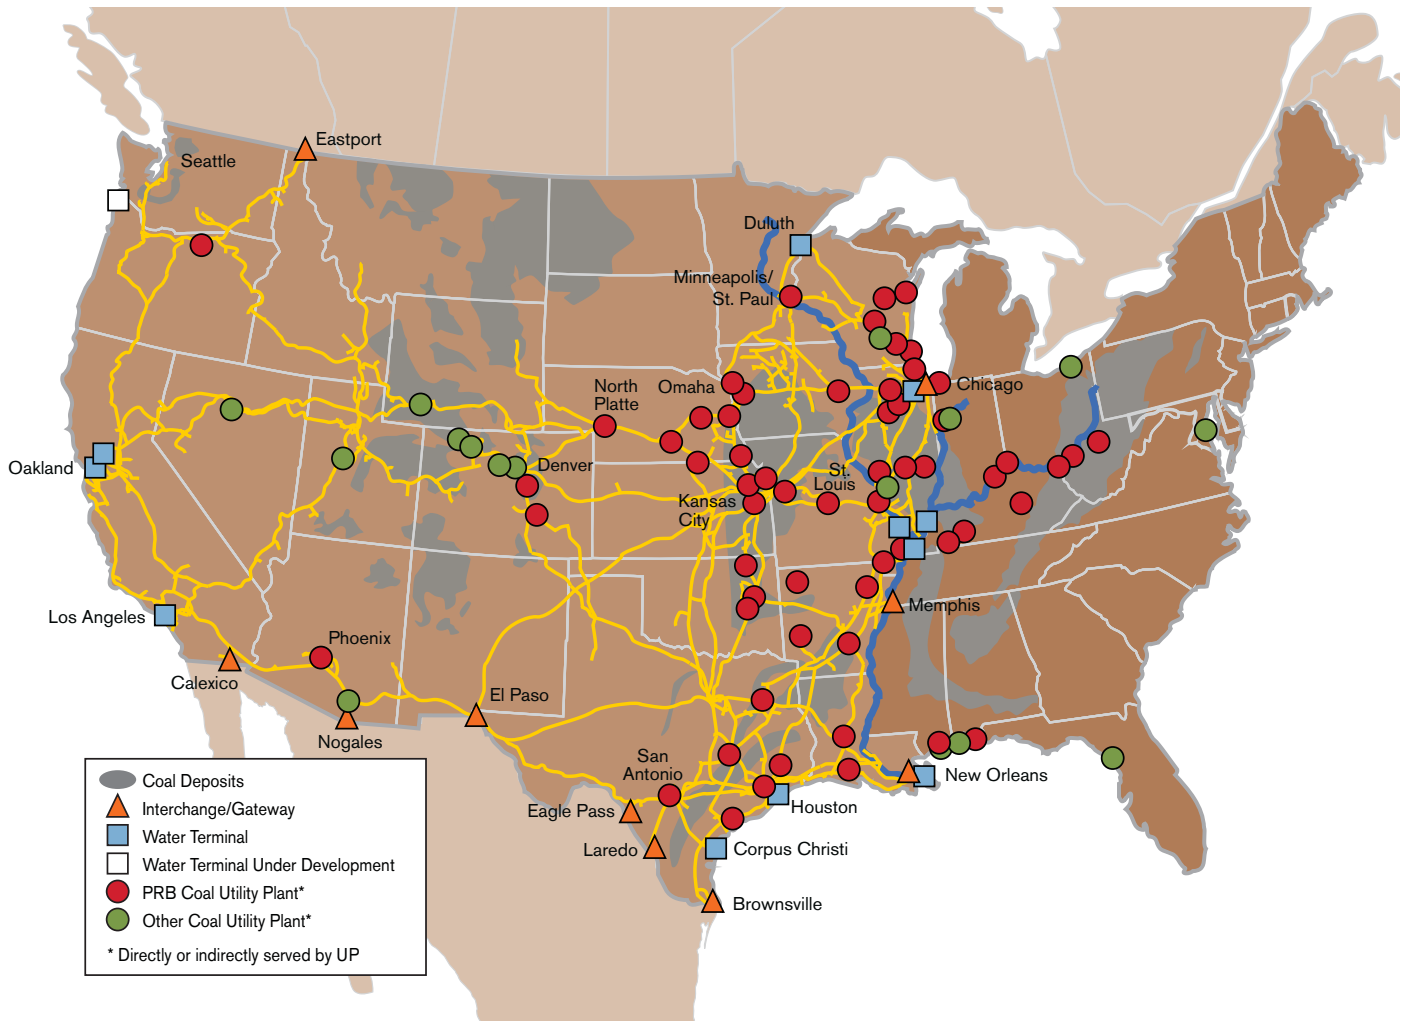 Eastport
Seattle
Duluth
Minneapolis/
St. Paul
North
Platte
Omaha
Chicago
Oakland
Denver
St.
Louis
Kansas
City
Los Angeles
Memphis
Phoenix
Calexico
El Paso
Nogales
San
Antonio
New Orleans
Eagle Pass
Houston
Laredo
Corpus Christi
Brownsville
Coal Deposits
Interchange/Gateway
Water Terminal
Water Terminal Under Development
PRB Coal Utility Plant*
Other Coal Utility Plant*
* Directly or indirectly served by UP